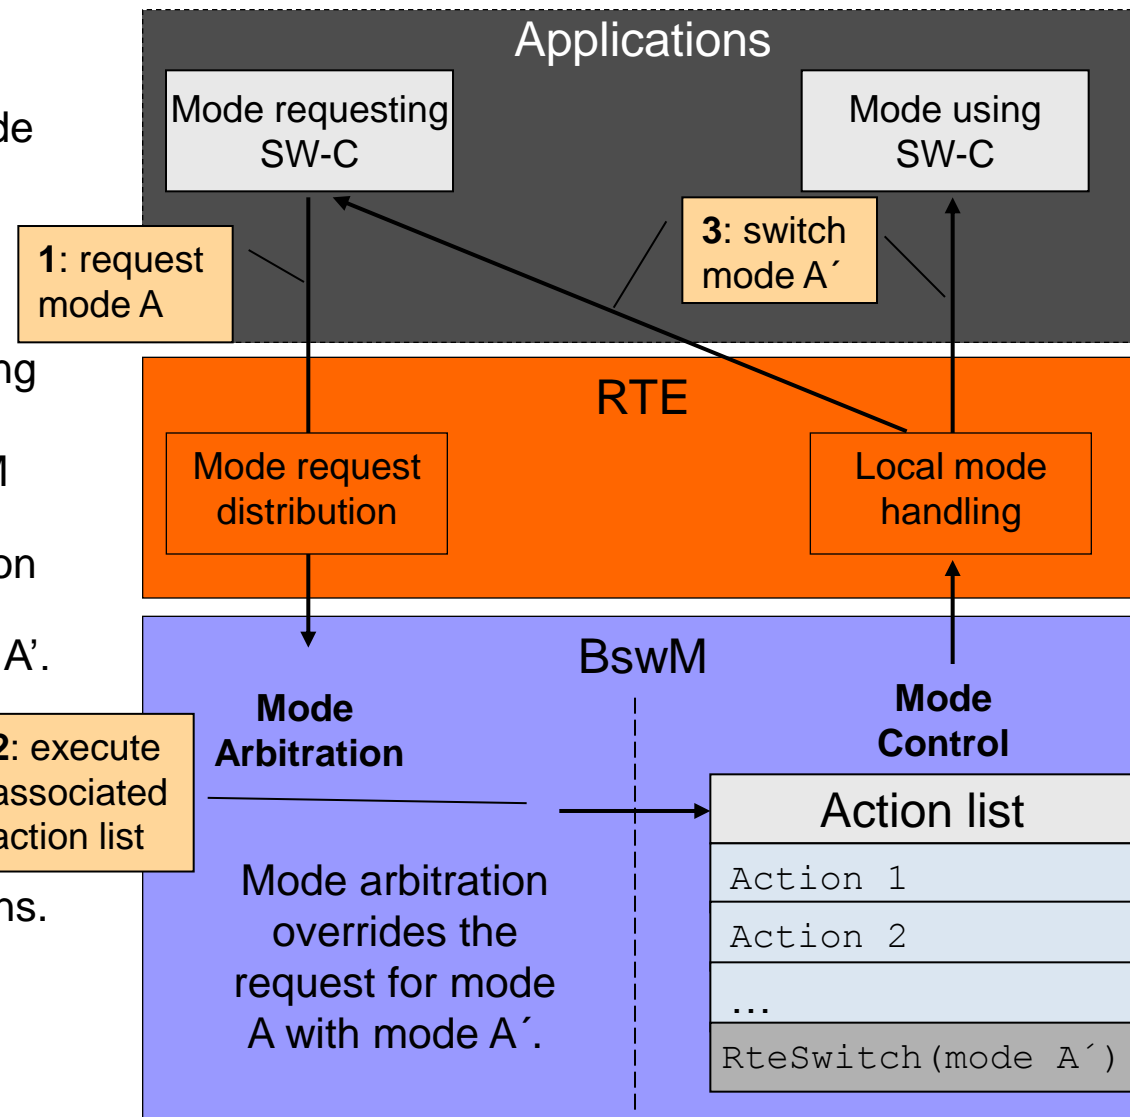 Applications
Mode requesting
SW-C
Mode using
SW-C
1: request
mode A
3: switch
mode A´
RTE
Mode request
distribution
Local mode
handling
A’.
BswM
Mode
Arbitration
Mode
Control
2: execute
associated
action list
Action list
Mode arbitration
overrides the
request for mode
A with mode A´.
Action 1
Action 2
...
RteSwitch(mode A´)